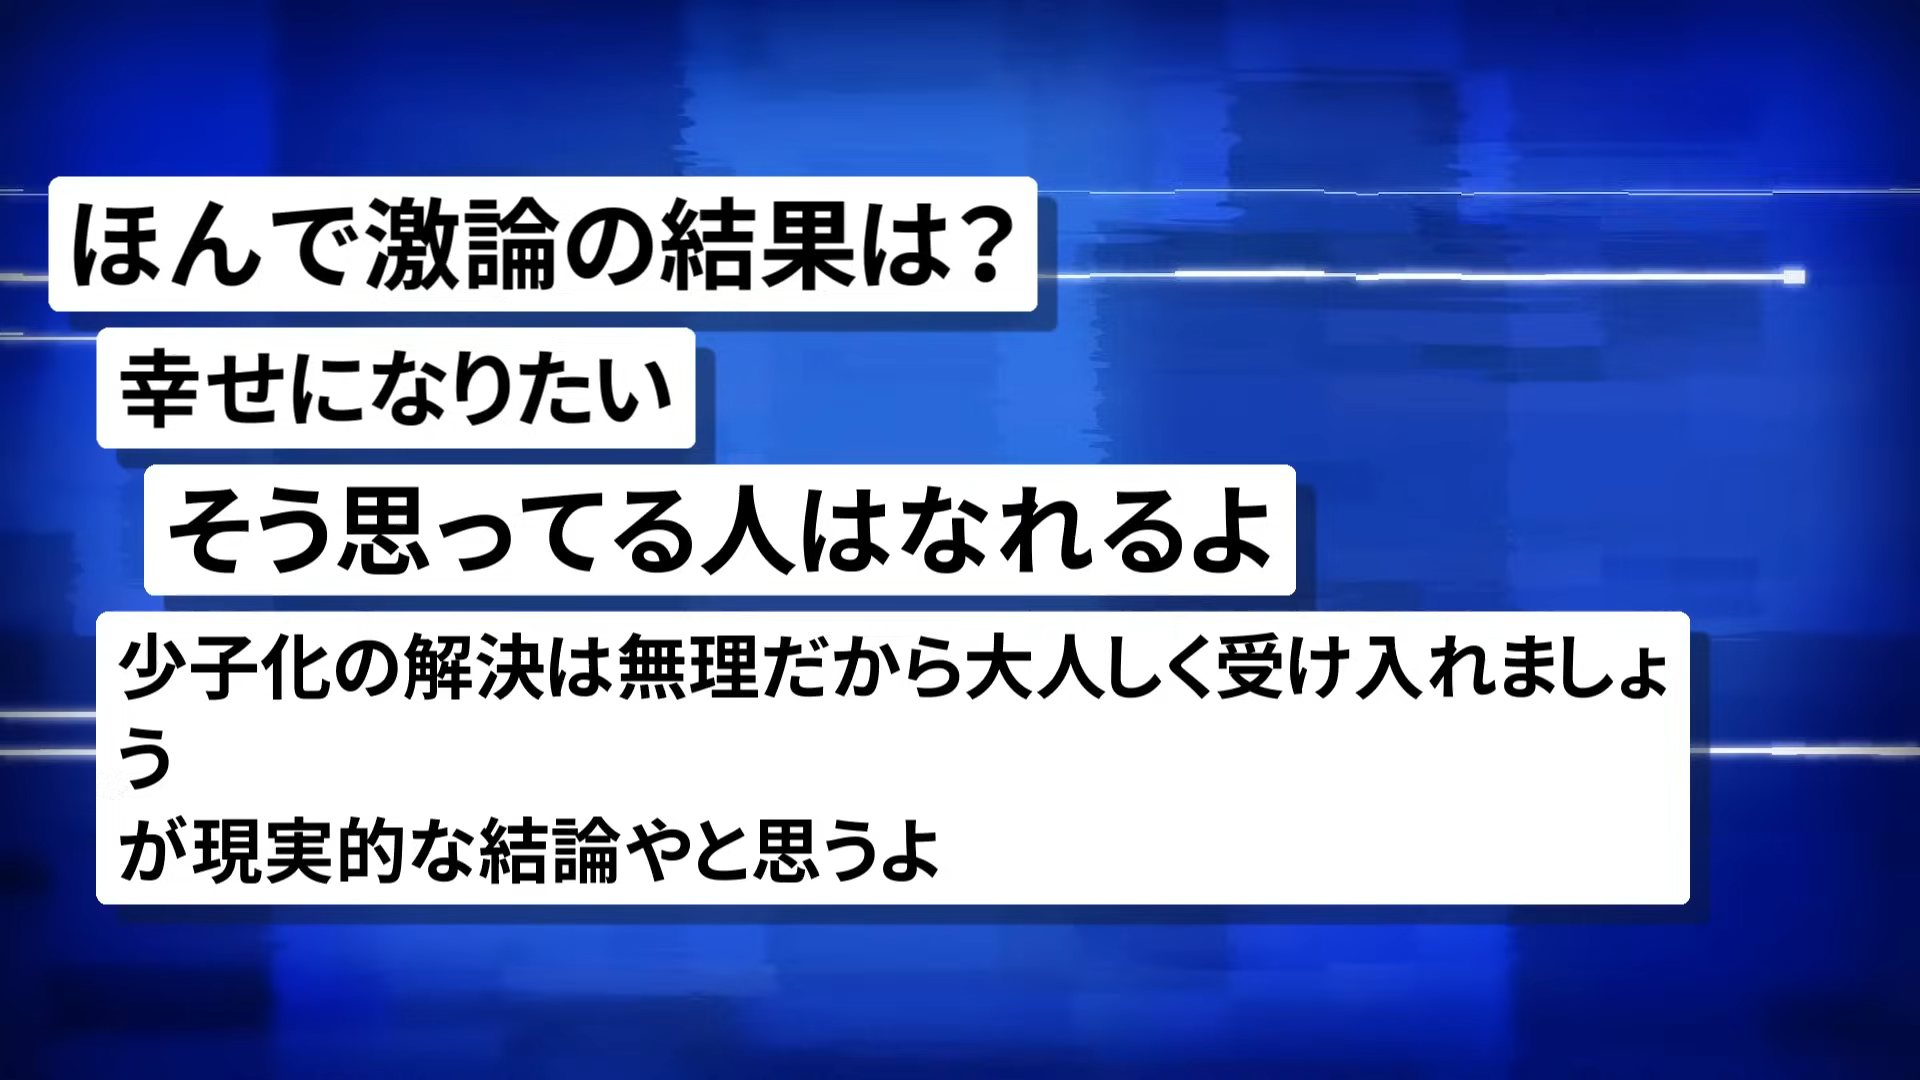 ほんで激論の結果は？
幸せになりたい
そう思ってる人はなれるよ
少子化の解決は無理だから大人しく受け入れましょ
う
が現実的な結論やと思うよ